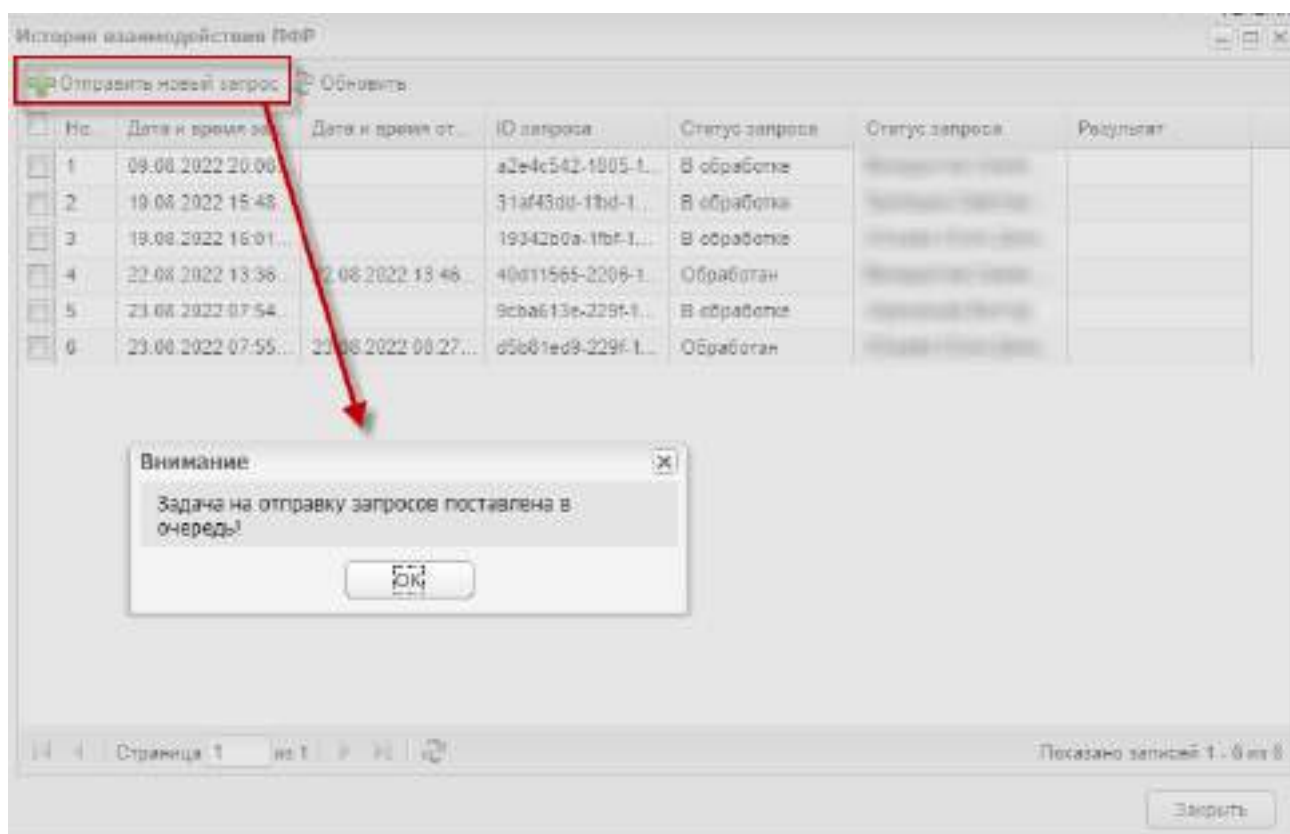 История взаимодействия ПФР
Отправить новый запрос Обновить
Но... Дата и время за... Дата и время от... ID запроса Статус запроса Статус запроса Результат
1 09.08.2022 20:00... a2e4c542-1805-1... В обработке
2 19.08.2022 15:48... 31af43dd-1fbd-1... В обработке
3 19.08.2022 16:01... 19342b0a-1fbf-1... В обработке
4 22.08.2022 13:36... 22.08.2022 13:46... 40d11565-2206-1... Обработан
5 23.08.2022 07:54... 9cba613e-229f-1... В обработке
6 23.08.2022 07:55... 23.08.2022 08:27... d5b81ed9-229f-1... Обработан
Внимание
Задача на отправку запросов поставлена в
очередь!
OK
Страница 1 из 1 Показано записей 1 - 6 из 6
Закрыть